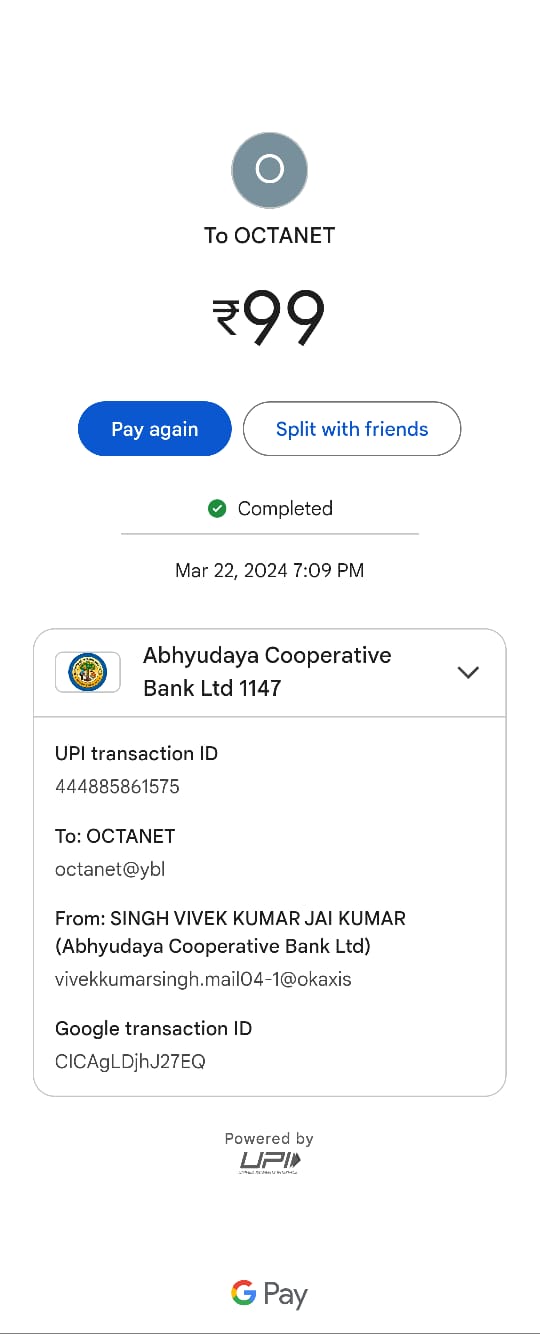 O
To OCTANET
₹99
Pay again
Split with friends
Completed
Mar 22, 2024 7:09 PM
Abhyudaya Cooperative
Bank Ltd 1147
UPI transaction ID
444885861575
To: OCTANET
octanet@ybl
From: SINGH VIVEK KUMAR JAI KUMAR
(Abhyudaya Cooperative Bank Ltd)
vivekkumarsingh.mail04-1@okaxis
Google transaction ID
CICAgLDjhJ27EQ
Powered by
UPI
G Pay